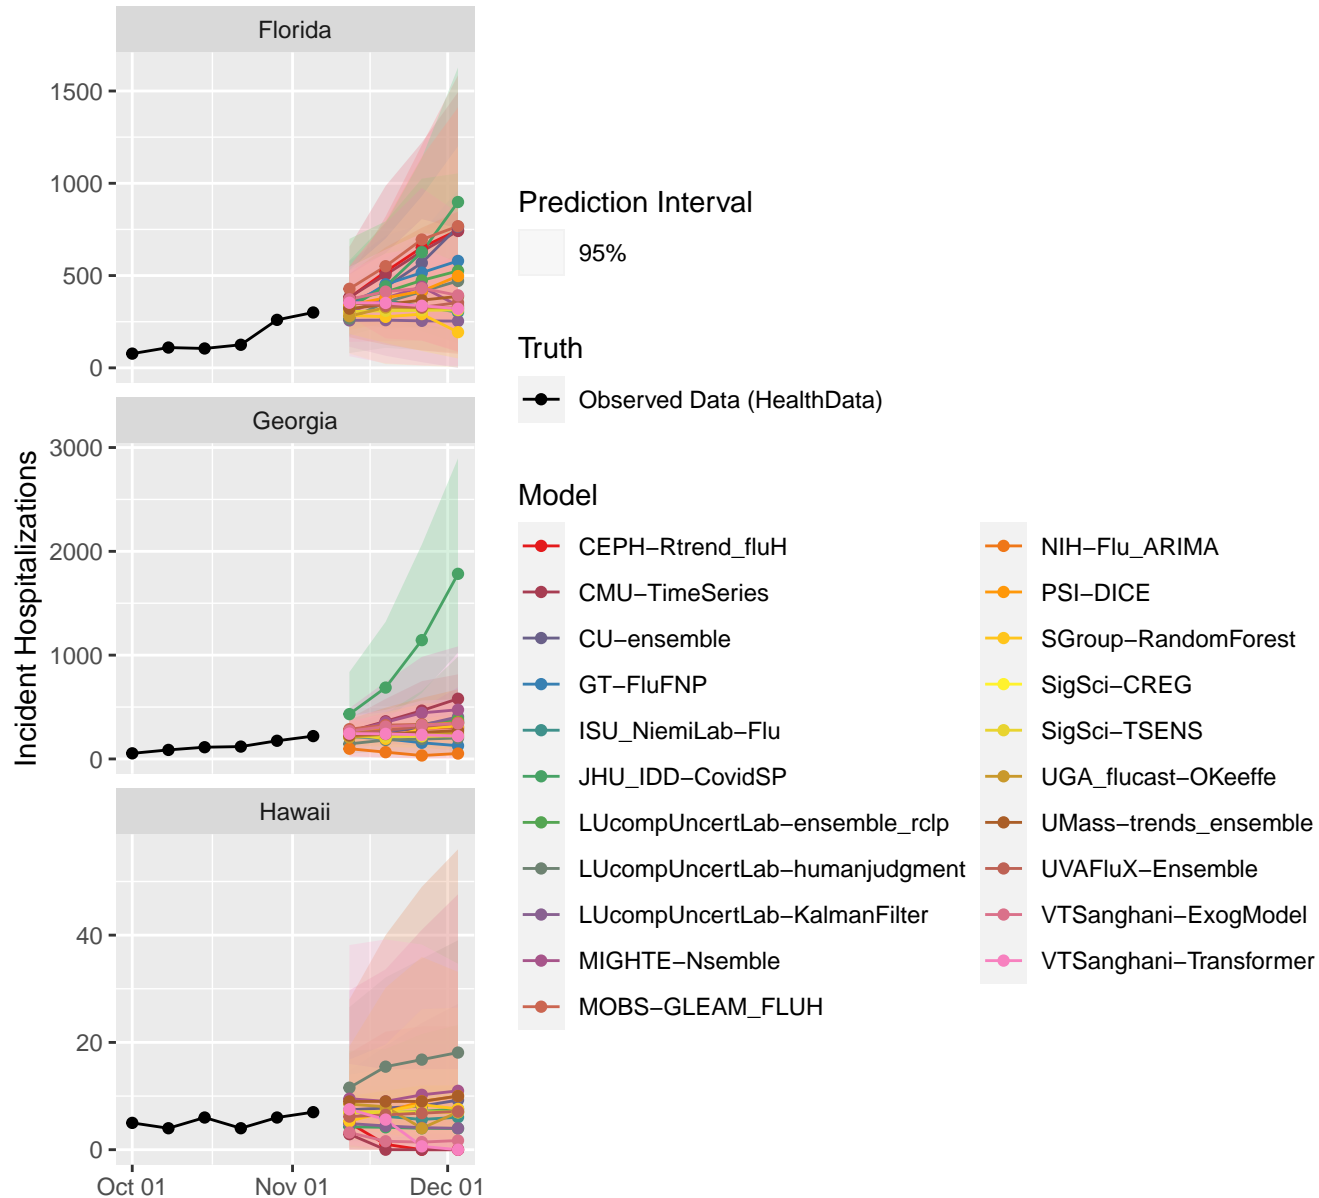 Florida
1500
1000
500
0
Georgia
3000
2000
1000
0
Hawaii
40
20
0
Oct 01
Nov 01
Dec 01
Incident Hospitalizations
Prediction Interval
95%
Truth
Observed Data (HealthData)
Model
CEPH−Rtrend_fluH
CMU−TimeSeries
CU−ensemble
GT−FluFNP
ISU_NiemiLab−Flu
JHU_IDD−CovidSP
LUcompUncertLab−ensemble_rclp
LUcompUncertLab−humanjudgment
LUcompUncertLab−KalmanFilter
MIGHTE−Nsemble
MOBS−GLEAM_FLUH
NIH−Flu_ARIMA
PSI−DICE
SGroup−RandomForest
SigSci−CREG
SigSci−TSENS
UGA_flucast−OKeeffe
UMass−trends_ensemble
UVAFluX−Ensemble
VTSanghani−ExogModel
VTSanghani−Transformer